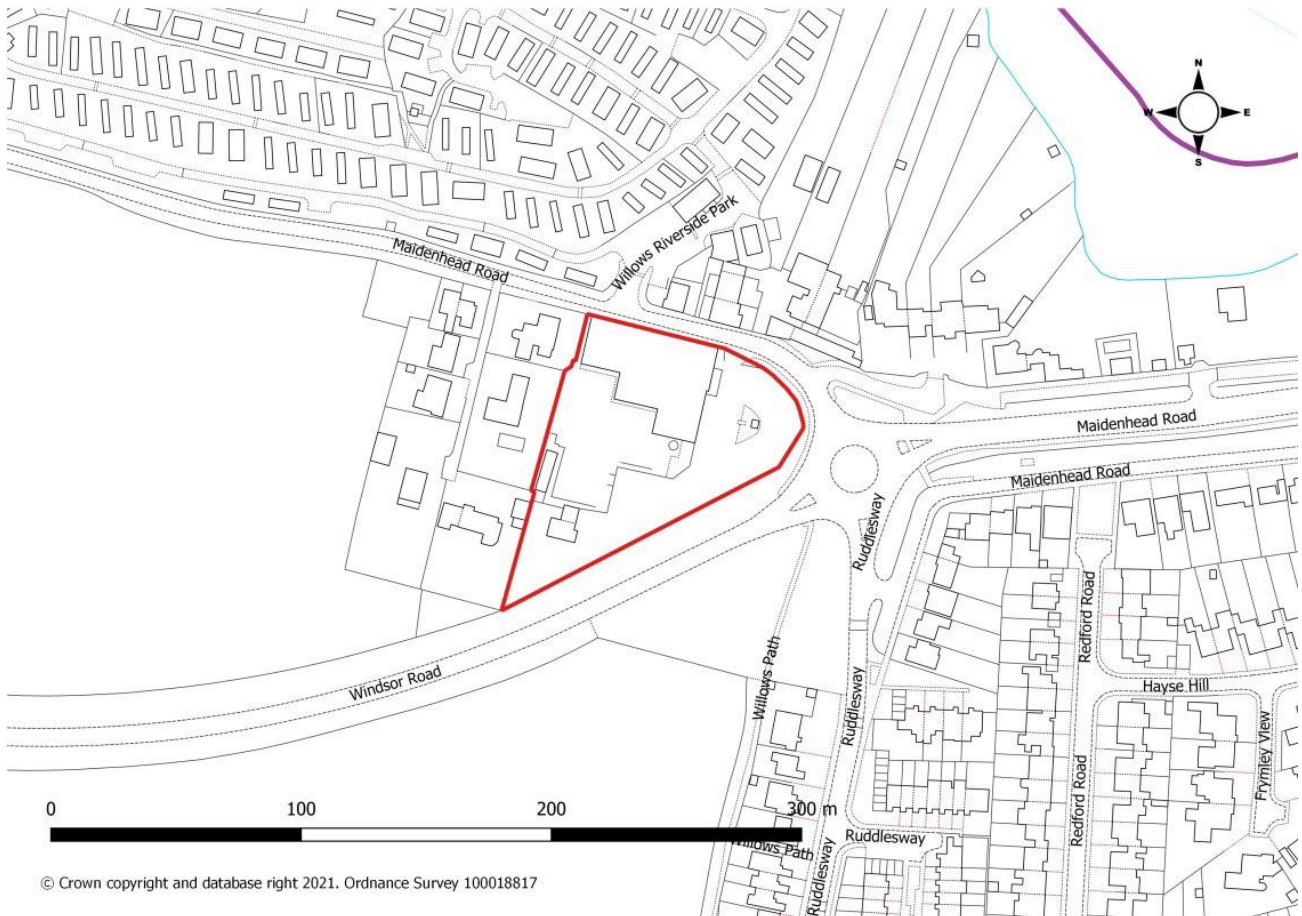 N
W E
S
Willows Riverside Park
Maidenhead Road
Maidenhead Road
Maidenhead Road
Ruddlesway
Redford Road
Hayse Hill
Windsor Road
Willows Path
Ruddlesway
Frymley View
Redford Road
0 100 200 300 m
Willows Path
Ruddlesway
Ruddlesway
© Crown copyright and database right 2021. Ordnance Survey 100018817